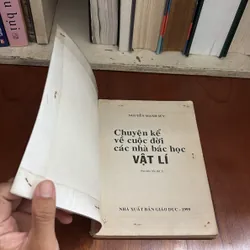 Chuyện kể
về cuộc đời
các nhà bác học
VẬT LÍ
NHÀ XUẤT BẢN GIÁO DỤC - 1999